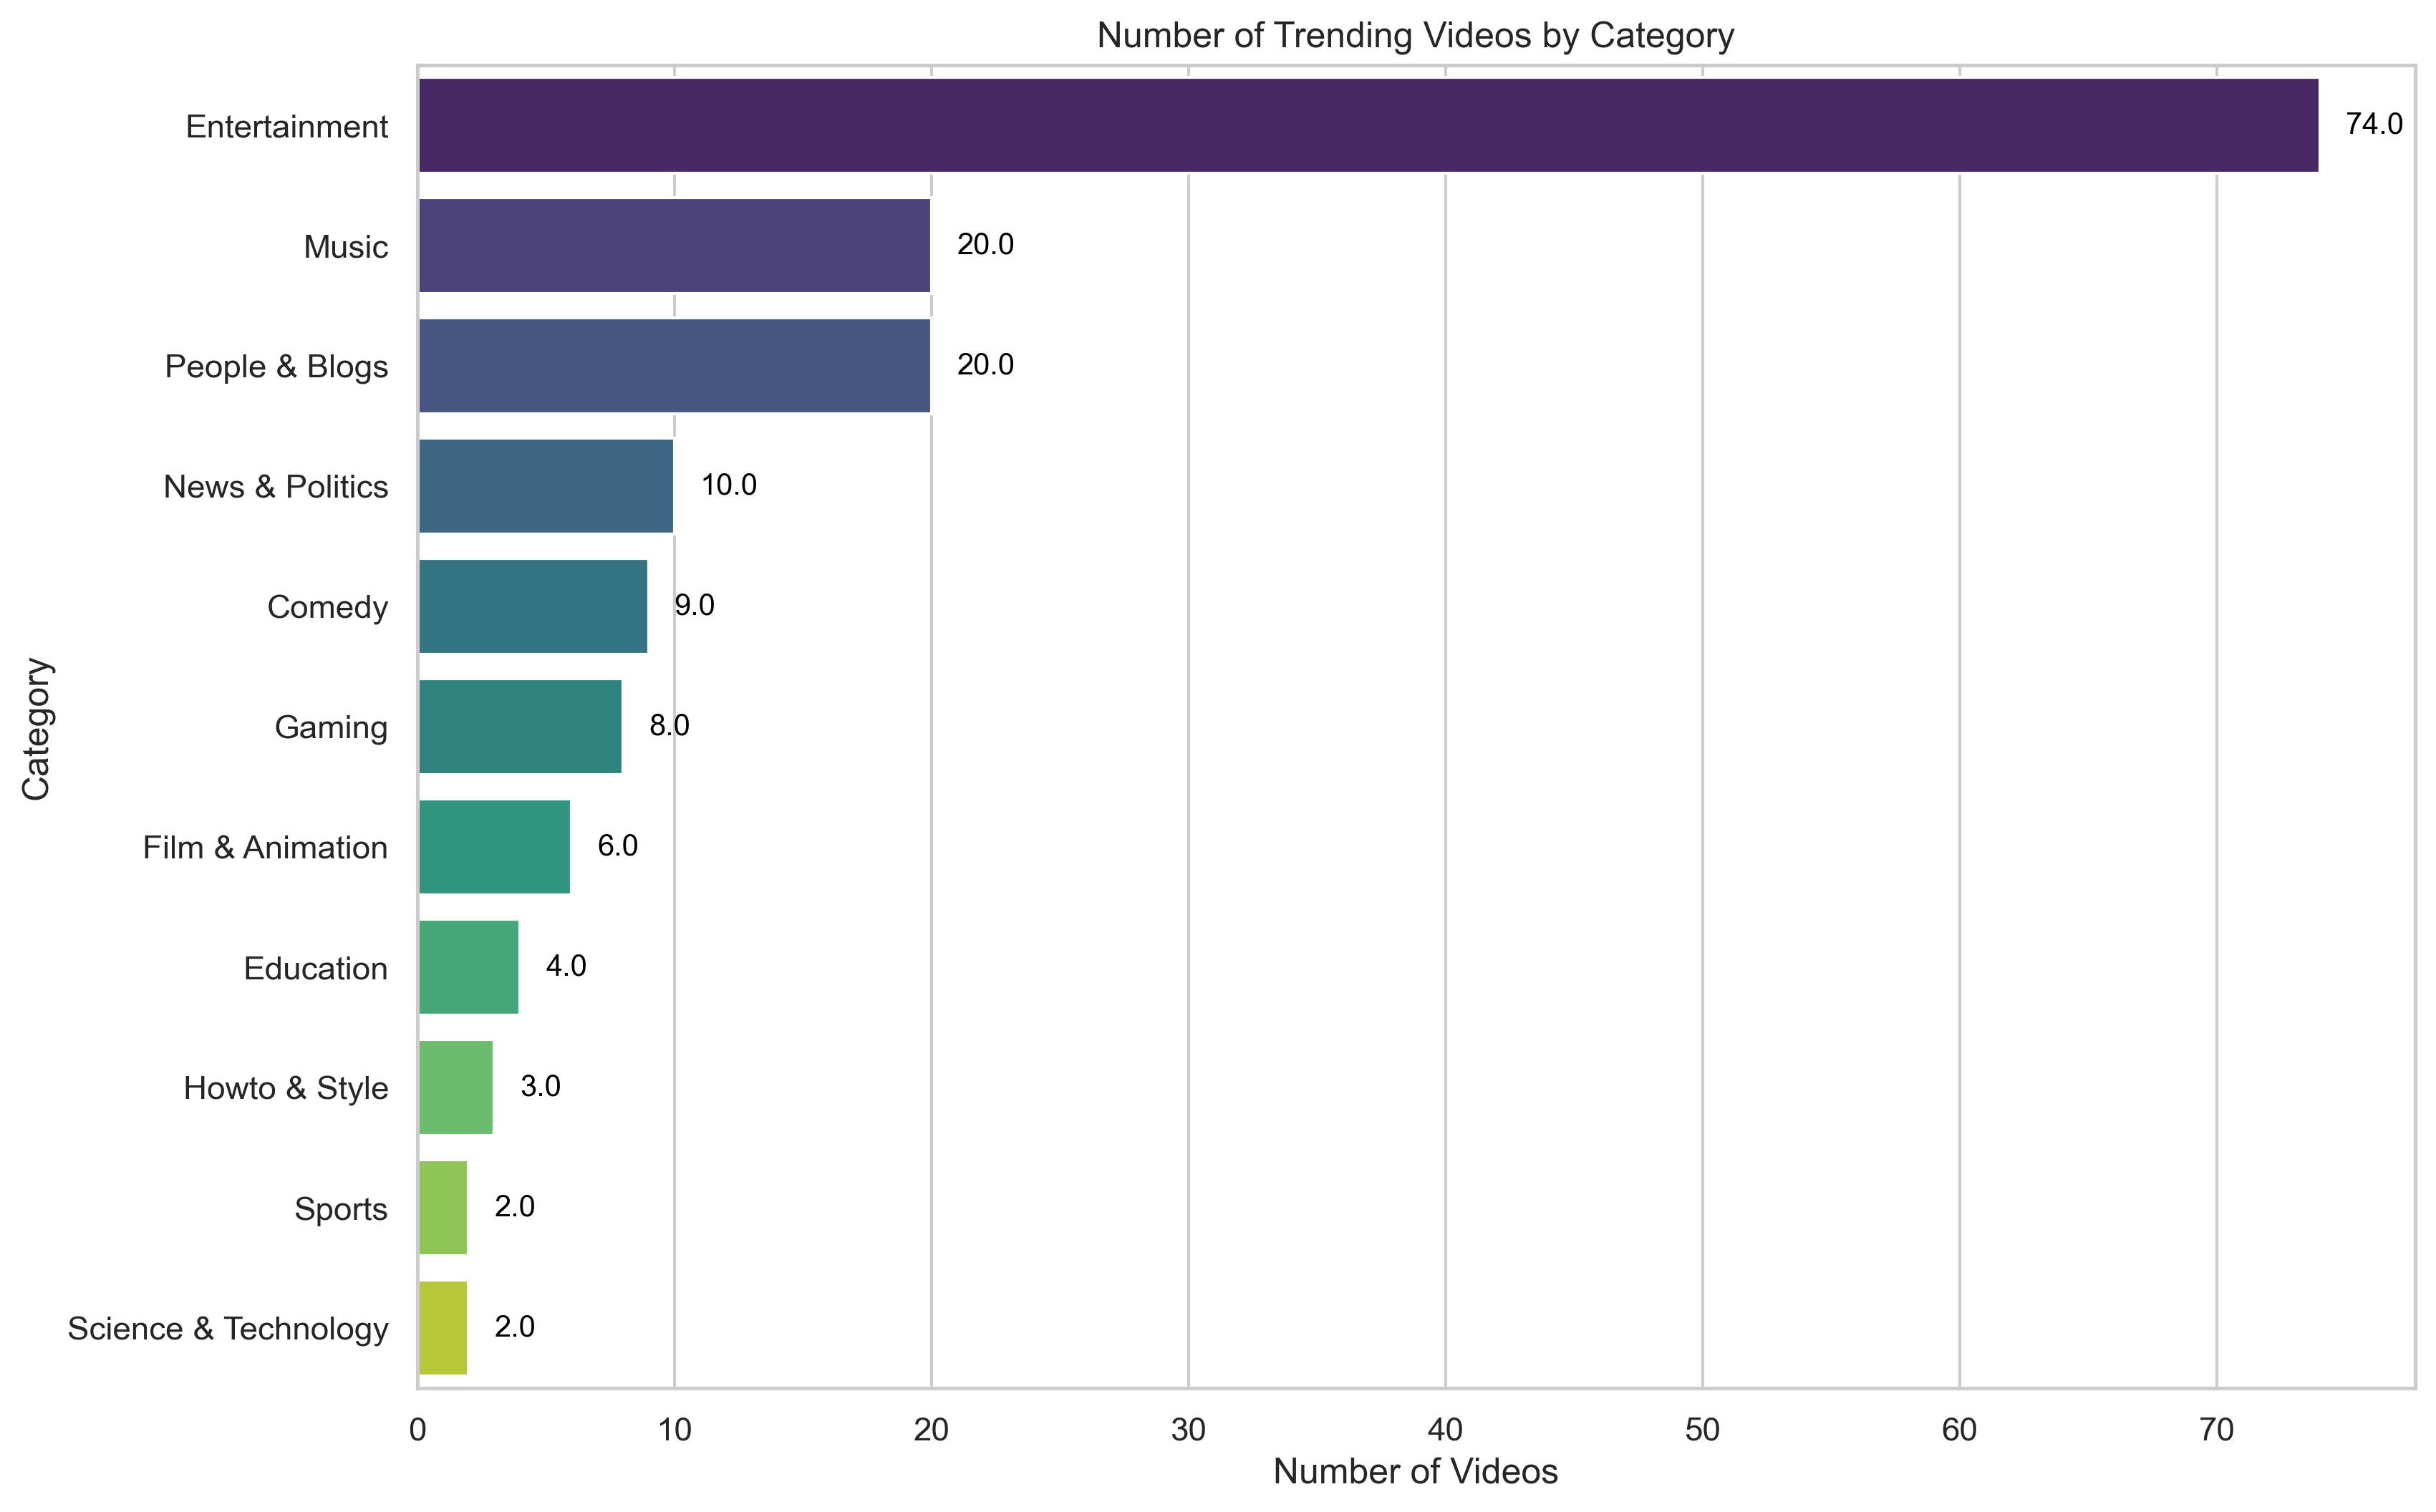 Number of Trending Videos by Category
Entertainment 74.0
Music 20.0
People & Blogs 20.0
News & Politics 10.0
Comedy 9.0
Gaming 8.0
Film & Animation 6.0
Education 4.0
Howto & Style 3.0
Sports 2.0
Science & Technology 2.0
Category
0 10 20 30 40 50 60 70
Number of Videos